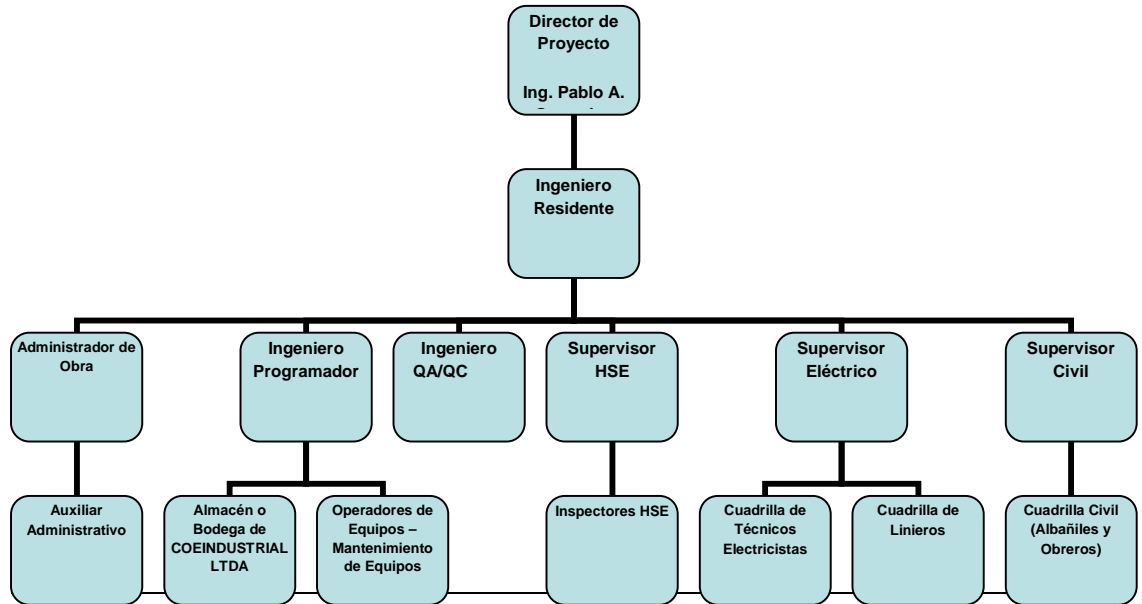 Director de
Proyecto
Ing. Pablo A.
Ingeniero
Residente
Administrador de
Obra
Ingeniero
Programador
Ingeniero
QA/QC
Supervisor
HSE
Supervisor
Eléctrico
Supervisor
Civil
Auxiliar
Administrativo
Almacén o
Bodega de
COEINDUSTRIAL
LTDA
Operadores de
Equipos –
Mantenimiento
de Equipos
Inspectores HSE
Cuadrilla de
Técnicos
Electricistas
Cuadrilla de
Linieros
Cuadrilla Civil
(Albañiles y
Obreros)